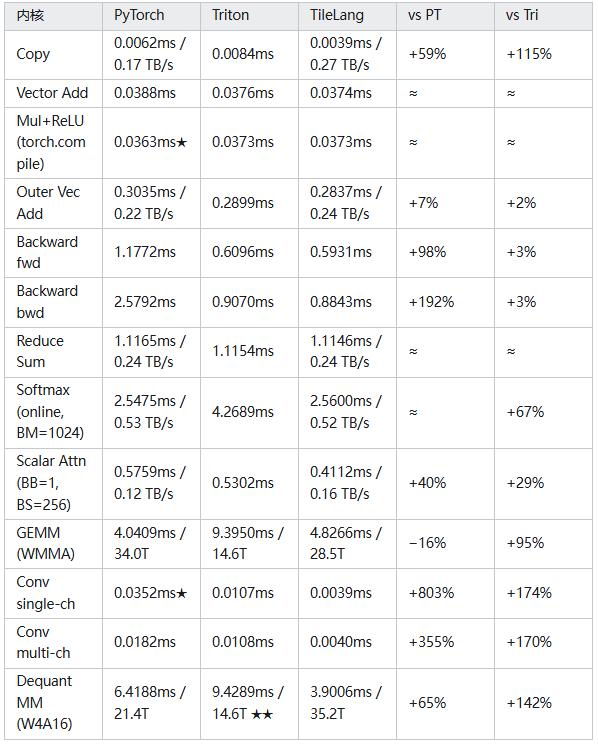 内核 PyTorch Triton TileLang vs PT vs Tri
Copy 0.0062ms / 0.17 TB/s 0.0084ms 0.0039ms / 0.27 TB/s +59% +115%
Vector Add 0.0388ms 0.0376ms 0.0374ms ≈ ≈
Mul+ReLU (torch.compile) 0.0363ms★ 0.0373ms 0.0373ms ≈ ≈
Outer Vec Add 0.3035ms / 0.22 TB/s 0.2899ms 0.2837ms / 0.24 TB/s +7% +2%
Backward fwd 1.1772ms 0.6096ms 0.5931ms +98% +3%
Backward bwd 2.5792ms 0.9070ms 0.8843ms +192% +3%
Reduce Sum 1.1165ms / 0.24 TB/s 1.1154ms 1.1146ms / 0.24 TB/s ≈ ≈
Softmax (online, BM=1024) 2.5475ms / 0.53 TB/s 4.2689ms 2.5600ms / 0.52 TB/s ≈ +67%
Scalar Attn (BB=1, BS=256) 0.5759ms / 0.12 TB/s 0.5302ms 0.4112ms / 0.16 TB/s +40% +29%
GEMM (WMMA) 4.0409ms / 34.0T 9.3950ms / 14.6T 4.8266ms / 28.5T −16% +95%
Conv single-ch 0.0352ms★ 0.0107ms 0.0039ms +803% +174%
Conv multi-ch 0.0182ms 0.0108ms 0.0040ms +355% +170%
Dequant MM (W4A16) 6.4188ms / 21.4T 9.4289ms / 14.6T ★★ 3.9006ms / 35.2T +65% +142%